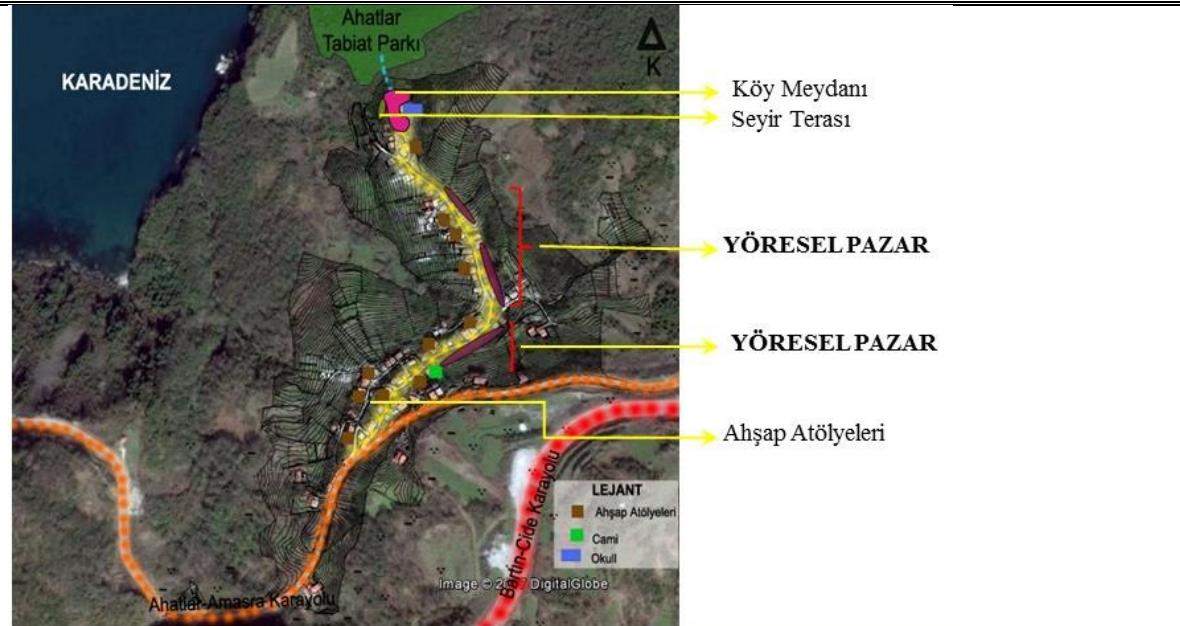 Ahatlar
Tabiat Parkı
KARADENİZ
K
Köy Meydanı
Seyir Terası
YÖRESEL PAZAR
YÖRESEL PAZAR
Ahşap Atölyeleri
LEJANT
Ahşap Atölyeleri
Cami
Okull
Bartın-Cide Karayolu
Image © 2017 DigitalGlobe
Ahatlar-Amasra Karayolu